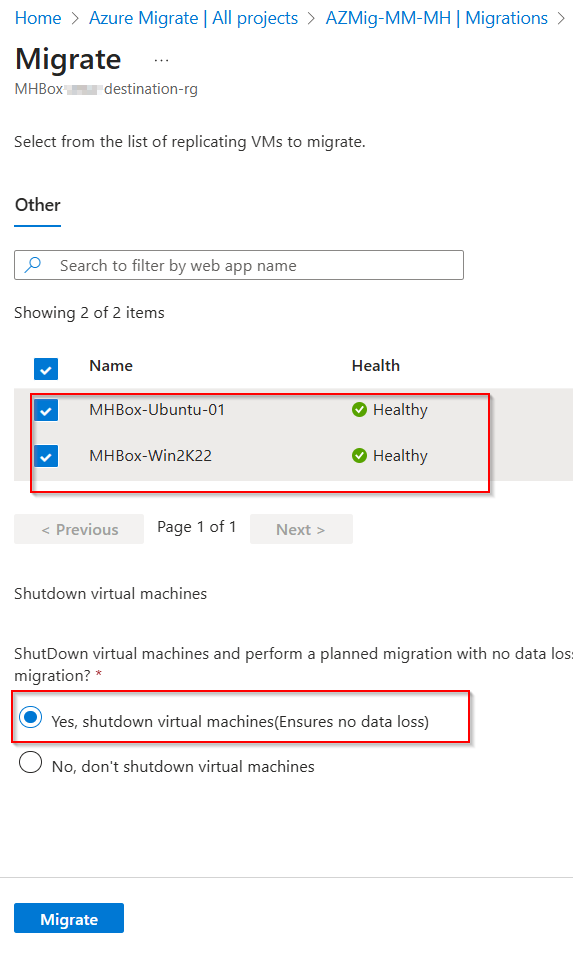 Home > Azure Migrate | All projects > AZMig-MM-MH | Migrations >
Migrate ...
MHBox destination-rg
Select from the list of replicating VMs to migrate.
Other
Search to filter by web app name
Showing 2 of 2 items
Name Health
MHBox-Ubuntu-01 Healthy
MHBox-Win2K22 Healthy
< Previous Page 1 of 1 Next >
Shutdown virtual machines
ShutDown virtual machines and perform a planned migration with no data los
migration? *
Yes, shutdown virtual machines(Ensures no data loss)
No, don't shutdown virtual machines
Migrate